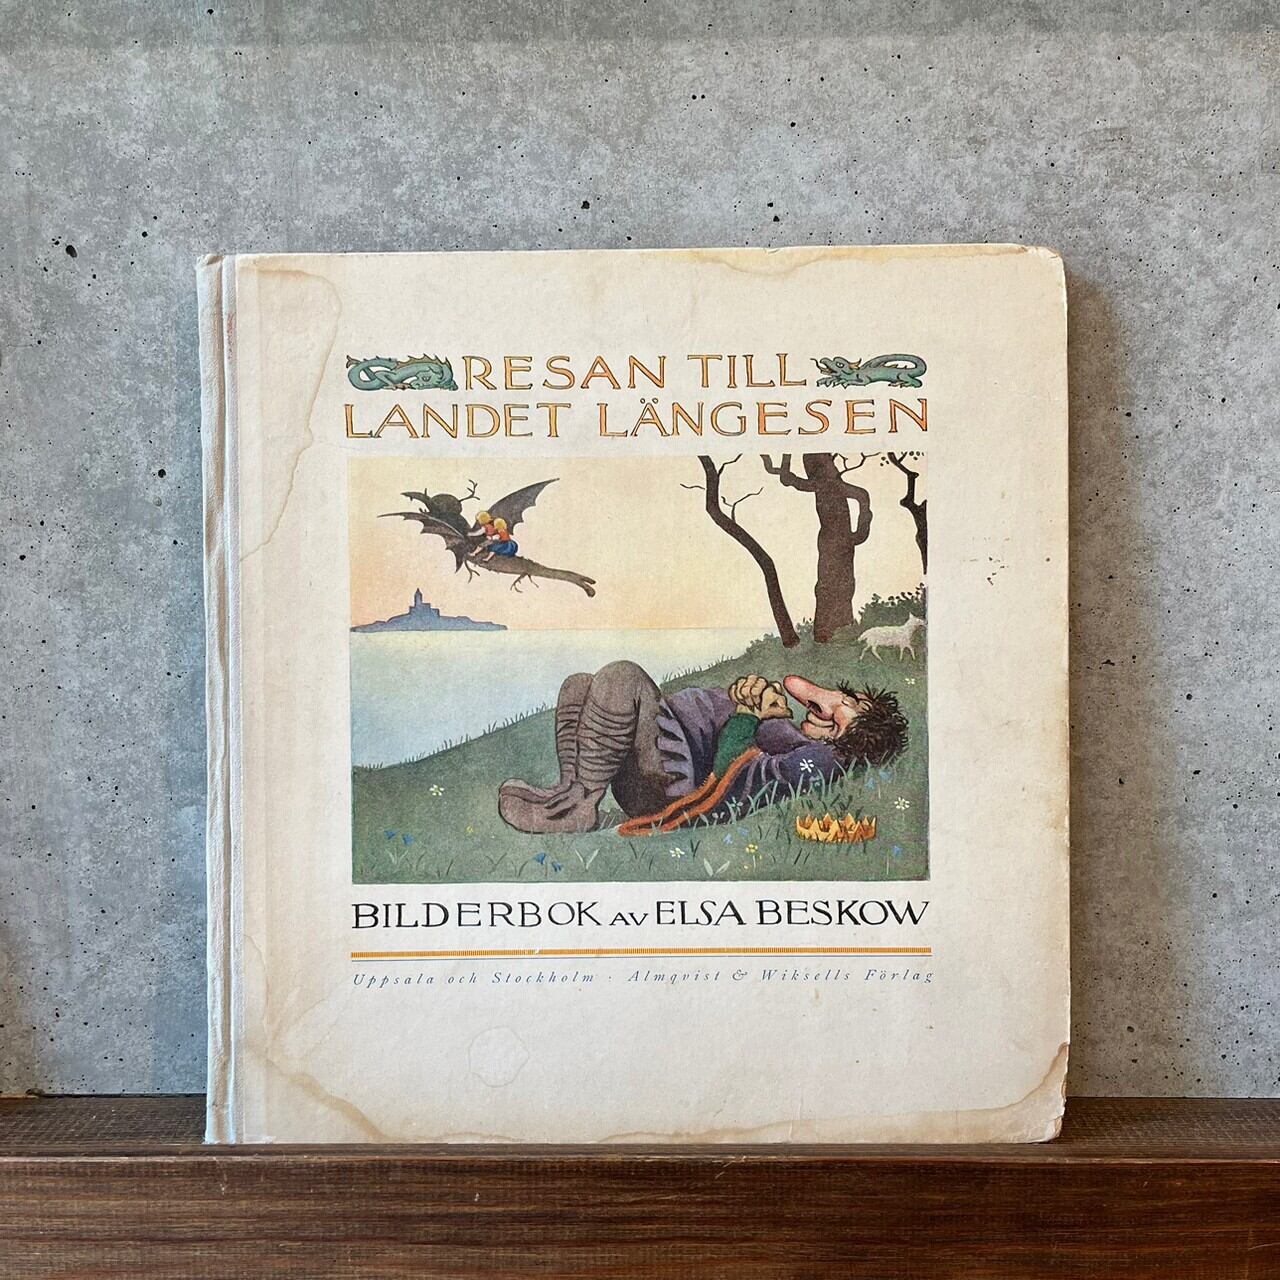 RESAN TILL
LANDET LÄNGESEN
BILDERBOK AV ELSA BESKOW
Uppsala och Stockholm · Almqvist & Wiksells Förlag